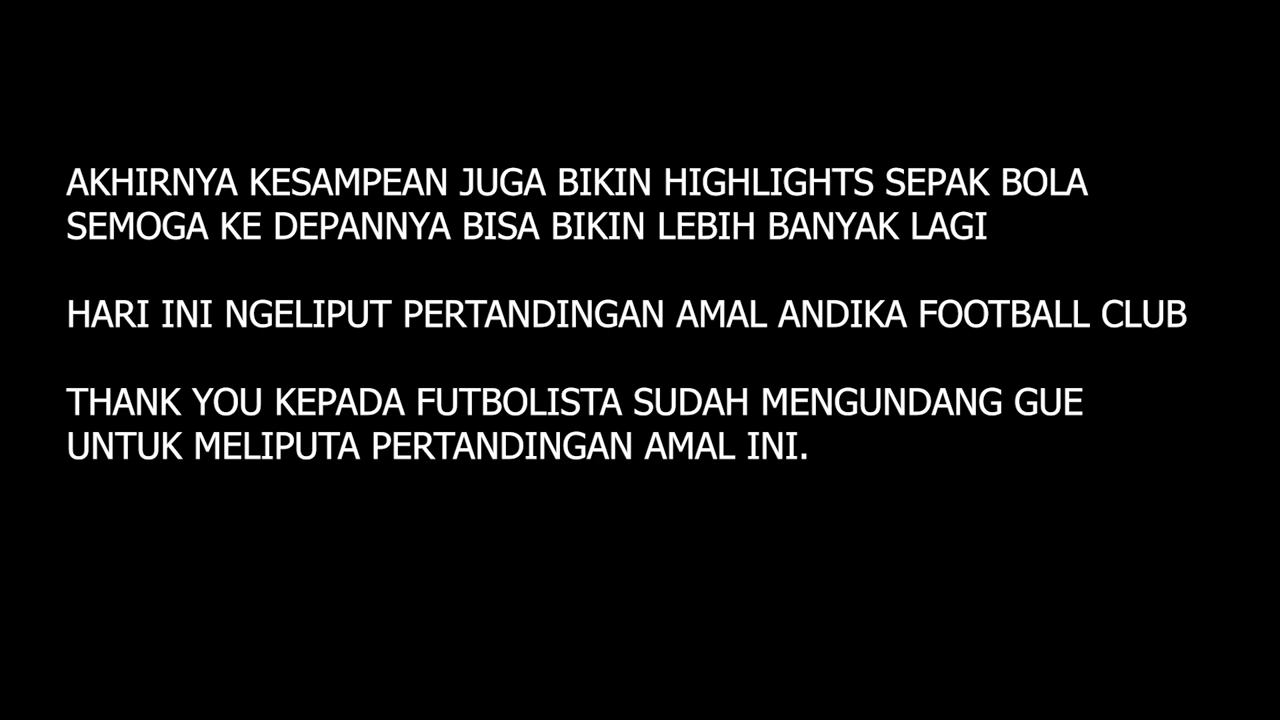 AKHIRNYA KESAMPEAN JUGA BIKIN HIGHLIGHTS SEPAK BOLA
SEMOGA KE DEPANNYA BISA BIKIN LEBIH BANYAK LAGI
HARI INI NGELIPUT PERTANDINGAN AMAL ANDIKA FOOTBALL CLUB
THANK YOU KEPADA FUTBOLISTA SUDAH MENGUNDANG GUE
UNTUK MELIPUTA PERTANDINGAN AMAL INI.